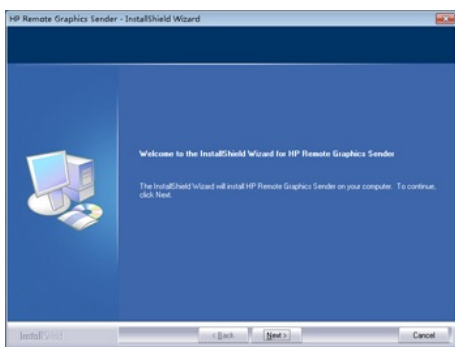 HP Remote Graphics Sender - InstallShield Wizard
Welcome to the InstallShield Wizard for HP Remote Graphics Sender
The InstallShield Wizard will install HP Remote Graphics Sender on your computer. To continue,
click Next.
InstallShield
< Back
Next >
Cancel